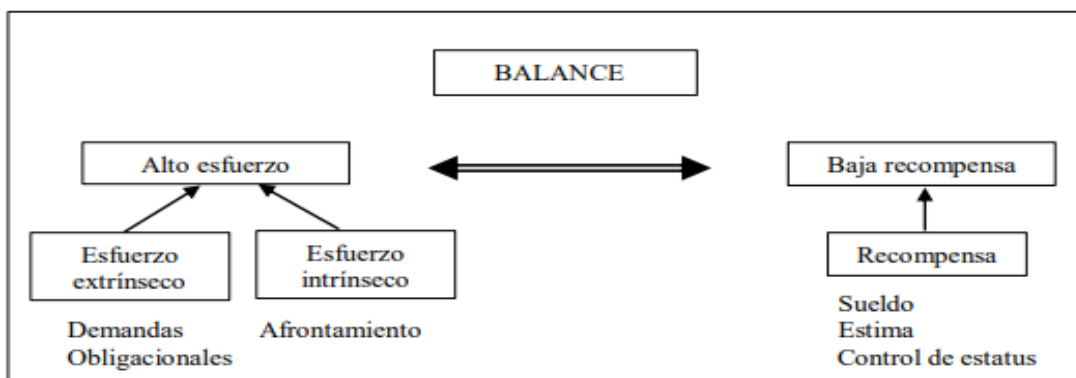 BALANCE
Alto esfuerzo
Baja recompensa
Esfuerzo
extrínseco
Esfuerzo
intrínseco
Recompensa
Demandas
Obligacionales
Afrontamiento
Sueldo
Estima
Control de estatus